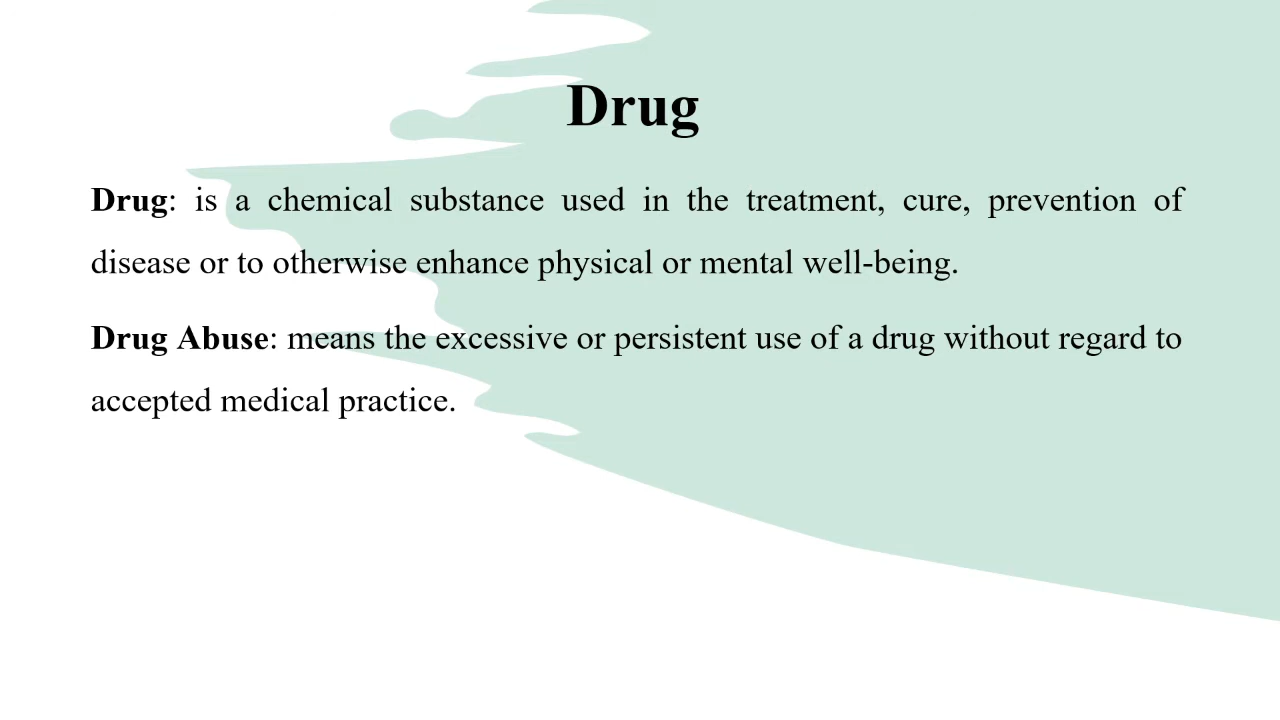 Drug
Drug: is a chemical substance used in the treatment, cure, prevention of
disease or to otherwise enhance physical or mental well-being.
Drug Abuse: means the excessive or persistent use of a drug without regard to
accepted medical practice.